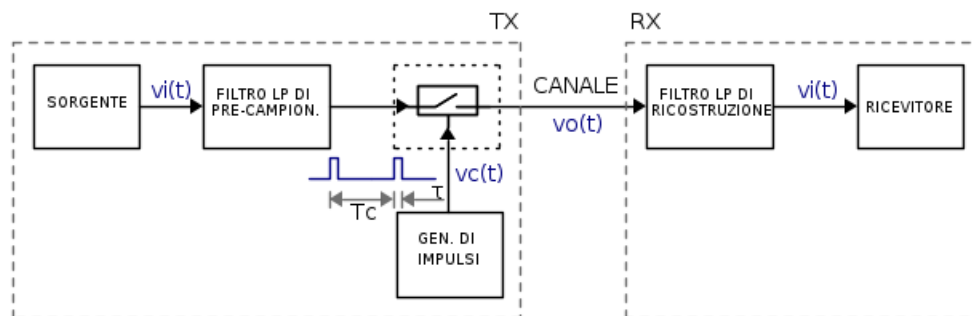 TX
RX
SORGENTE
vi(t)
FILTRO LP DI
PRE-CAMPION.
CANALE
vo(t)
FILTRO LP DI
RICOSTRUZIONE
vi(t)
RICEVITORE
vc(t)
τ
Tc
GEN. DI
IMPULSI